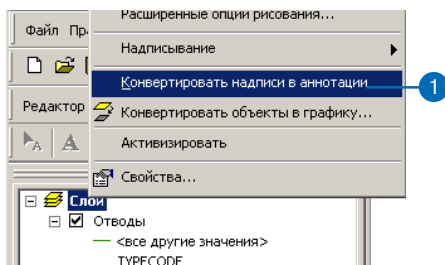 Расширенные опции рисования...
Файл Пр
Надписывание
Конвертировать надписи в аннотации
1
Редактор
Конвертировать объекты в графику...
A A
Активизировать
Свойства...
Слои
Отводы
<все другие значения>
TYPECODE